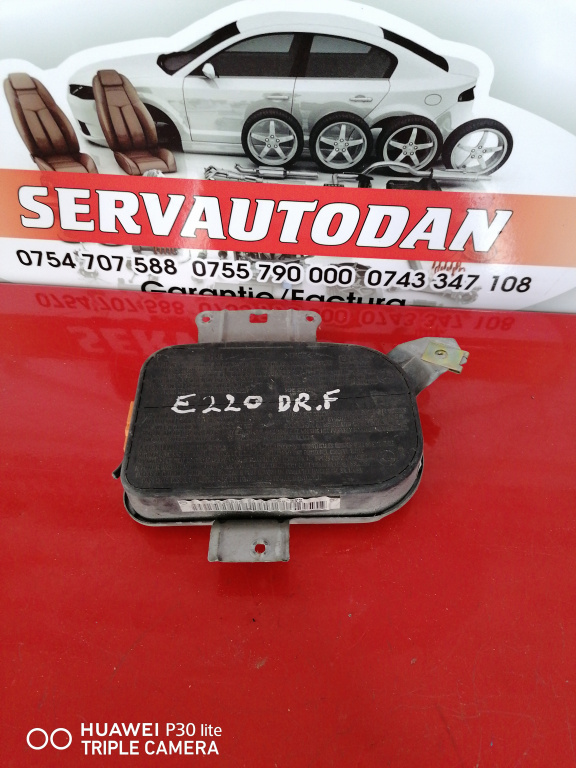 SERVAUTODAN
0754 707 588 0755 790 000 0743 347 108
Garantie/Factura
E220 DR.F
HUAWEI P30 lite
TRIPLE CAMERA